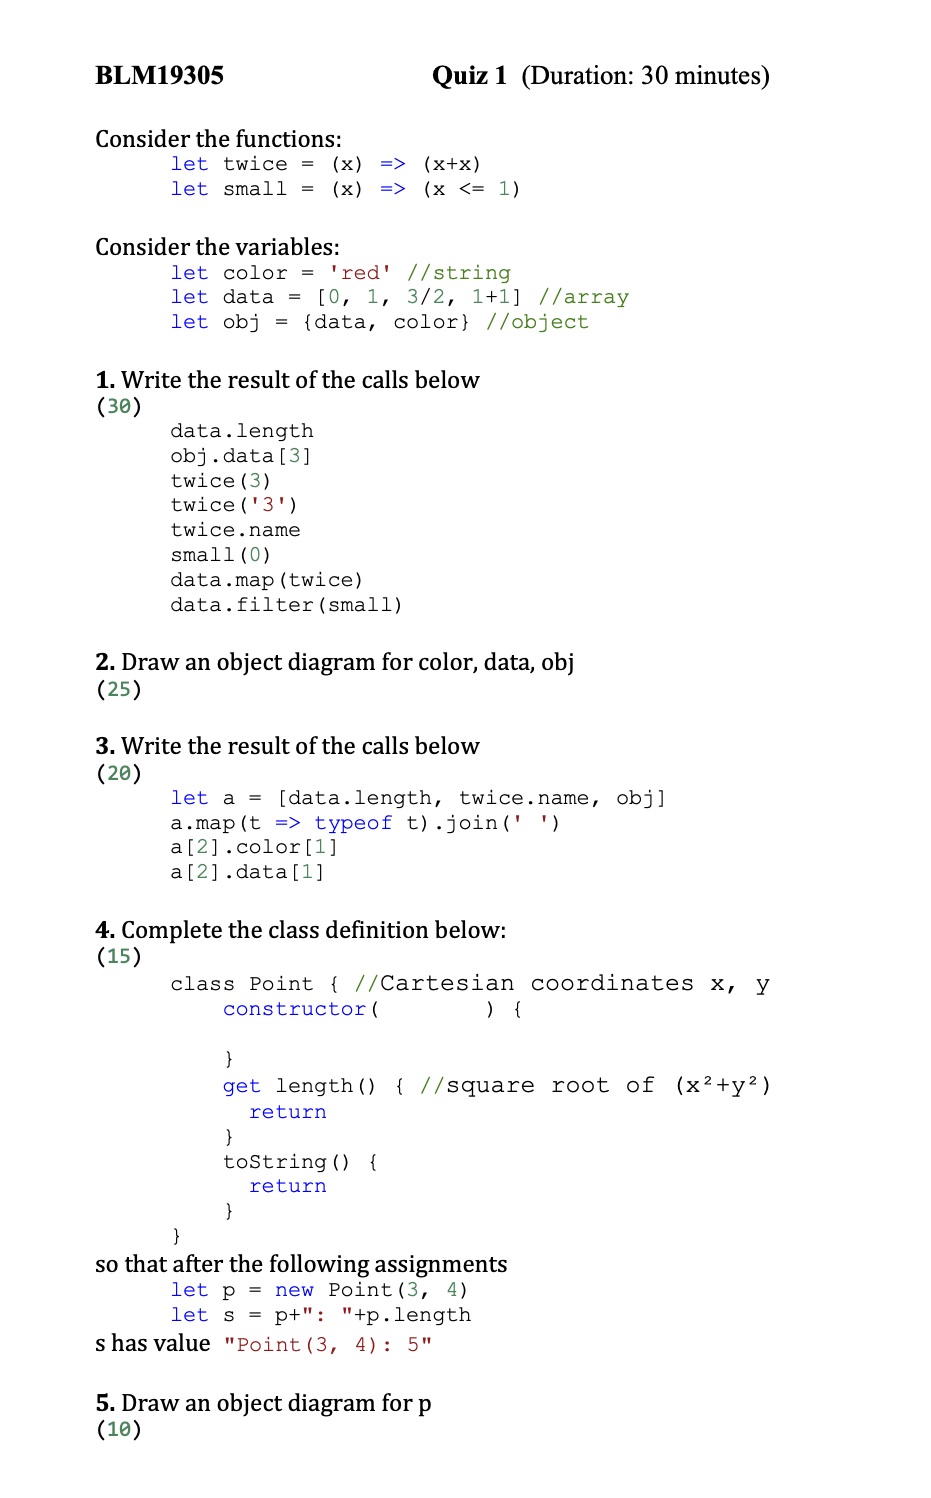 BLM19305 Quiz 1 (Duration: 30 minutes)
Consider the functions:
let twice = (x) => (x+x)
let small = (x) => (x <= 1)
Consider the variables:
let color = 'red' //string
let data = [0, 1, 3/2, 1+1] //array
let obj = {data, color} //object
1. Write the result of the calls below
(30)
data.length
obj.data[3]
twice(3)
twice('3')
twice.name
small(0)
data.map(twice)
data.filter(small)
2. Draw an object diagram for color, data, obj
(25)
3. Write the result of the calls below
(20)
let a = [data.length, twice.name, obj]
a.map(t => typeof t).join(' ')
a[2].color[1]
a[2].data[1]
4. Complete the class definition below:
(15)
class Point { //Cartesian coordinates x, y
constructor( ) {
}
get length() { //square root of (x²+y²)
return
}
toString() {
return
}
}
so that after the following assignments
let p = new Point(3, 4)
let s = p+": "+p.length
s has value "Point(3, 4): 5"
5. Draw an object diagram for p
(10)